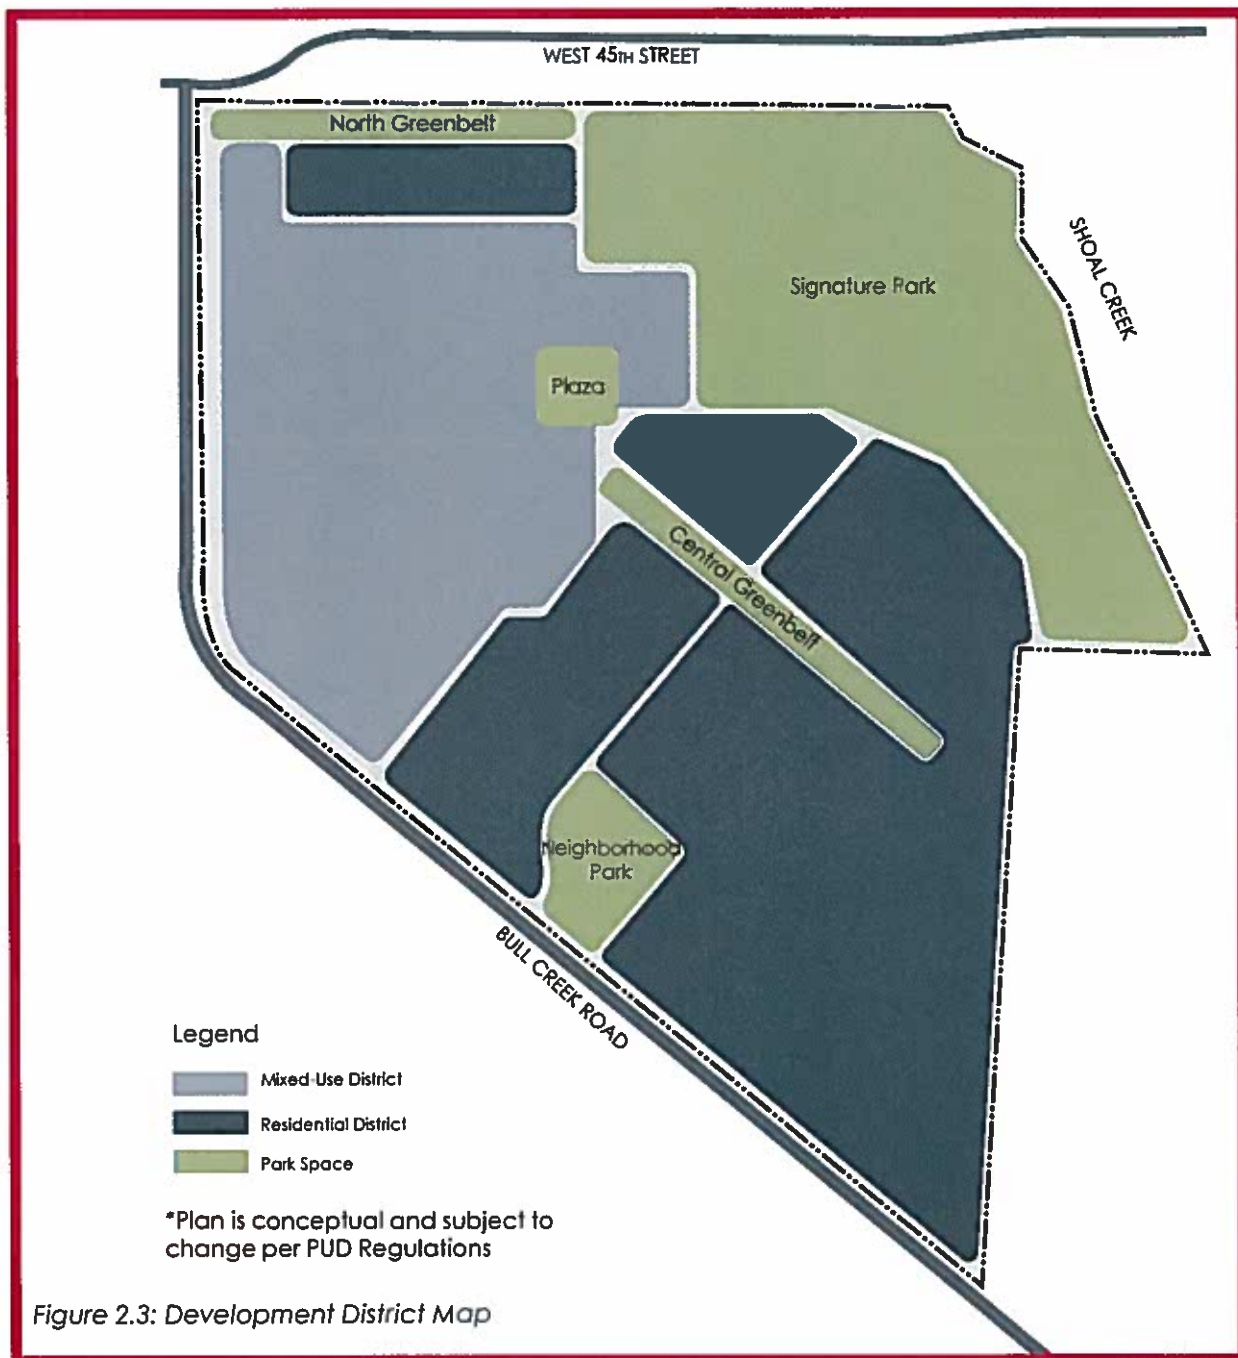 WEST 45TH STREET
North Greenbelt
SHOAL CREEK
Signature Park
Plaza
Central Greenbelt
Neighborhood
Park
BULL CREEK ROAD
Legend
Mixed-Use District
Residential District
Park Space
*Plan is conceptual and subject to
change per PUD Regulations
Figure 2.3: Development District Map